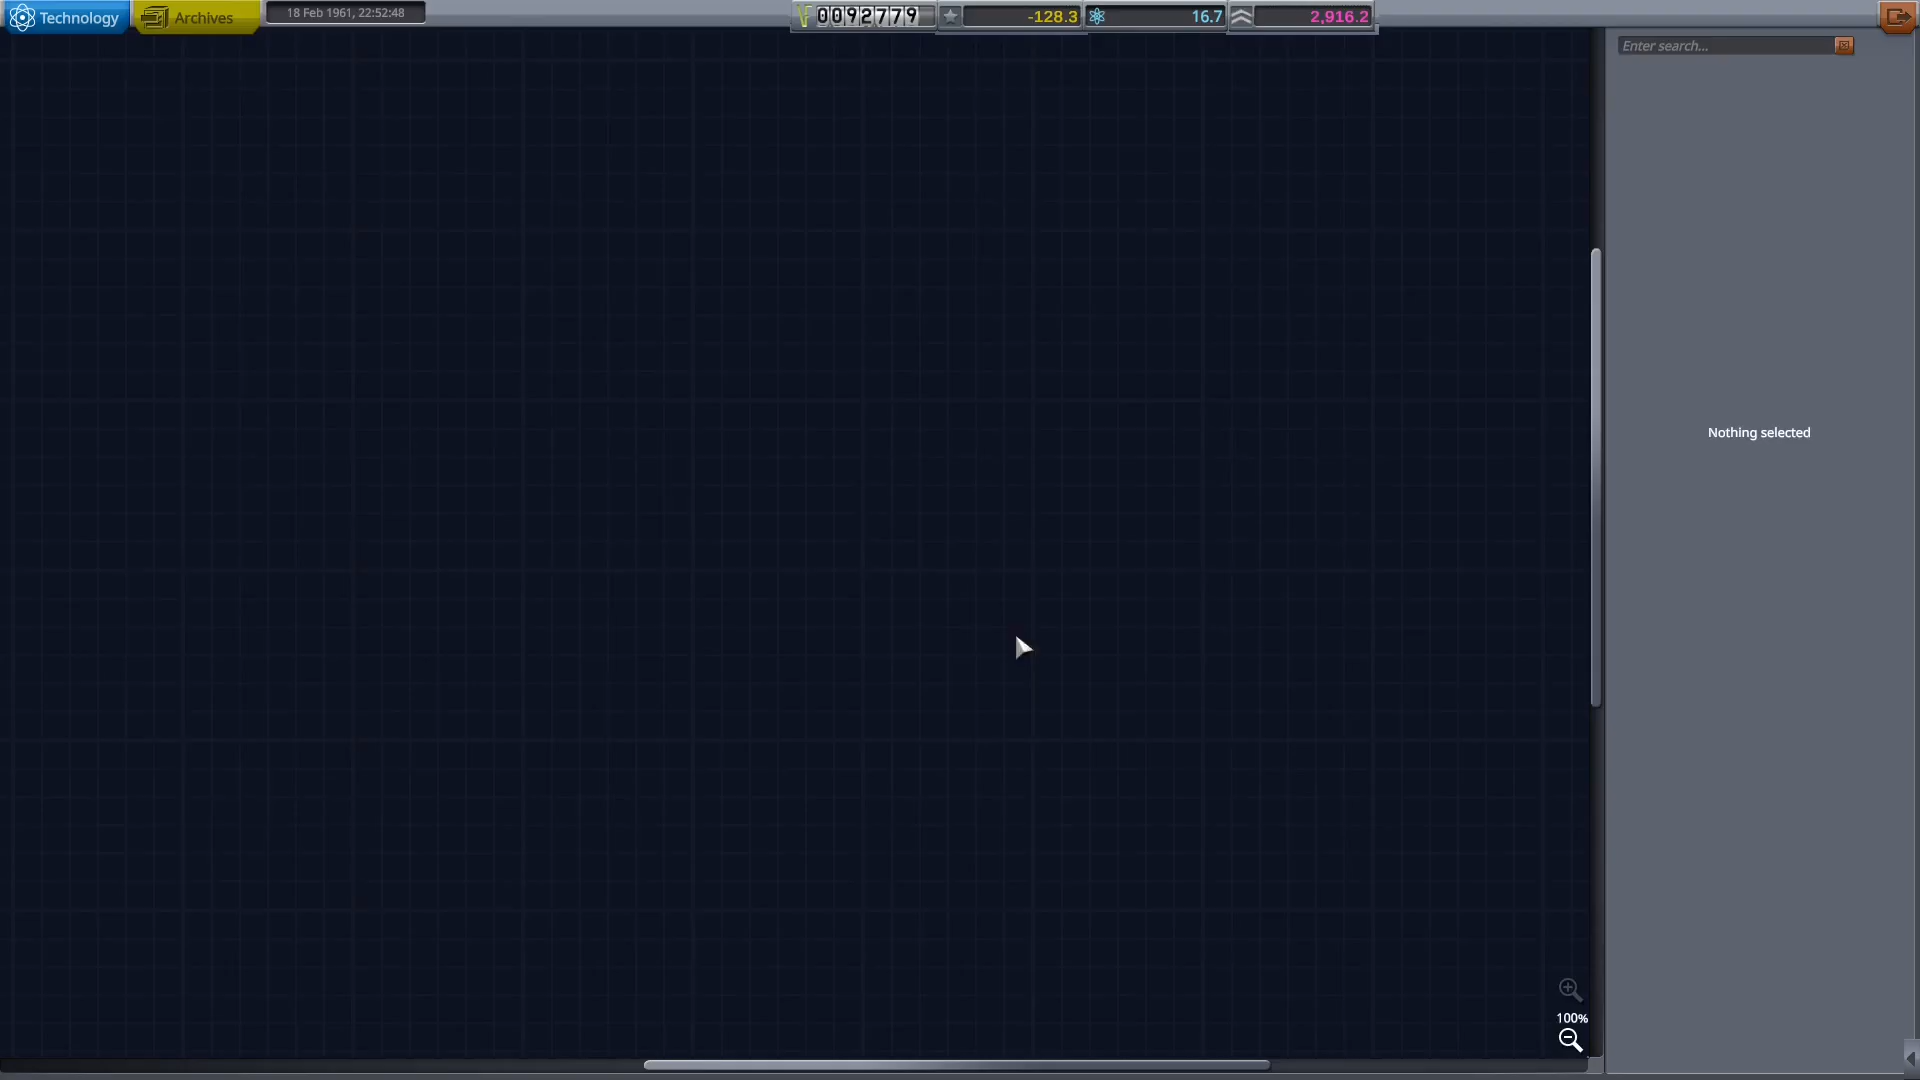 Technology
Archives
18 Feb 1961, 22:52:48
0092779
-128.3
16.7
2,916.2
Enter search...
Nothing selected
100%